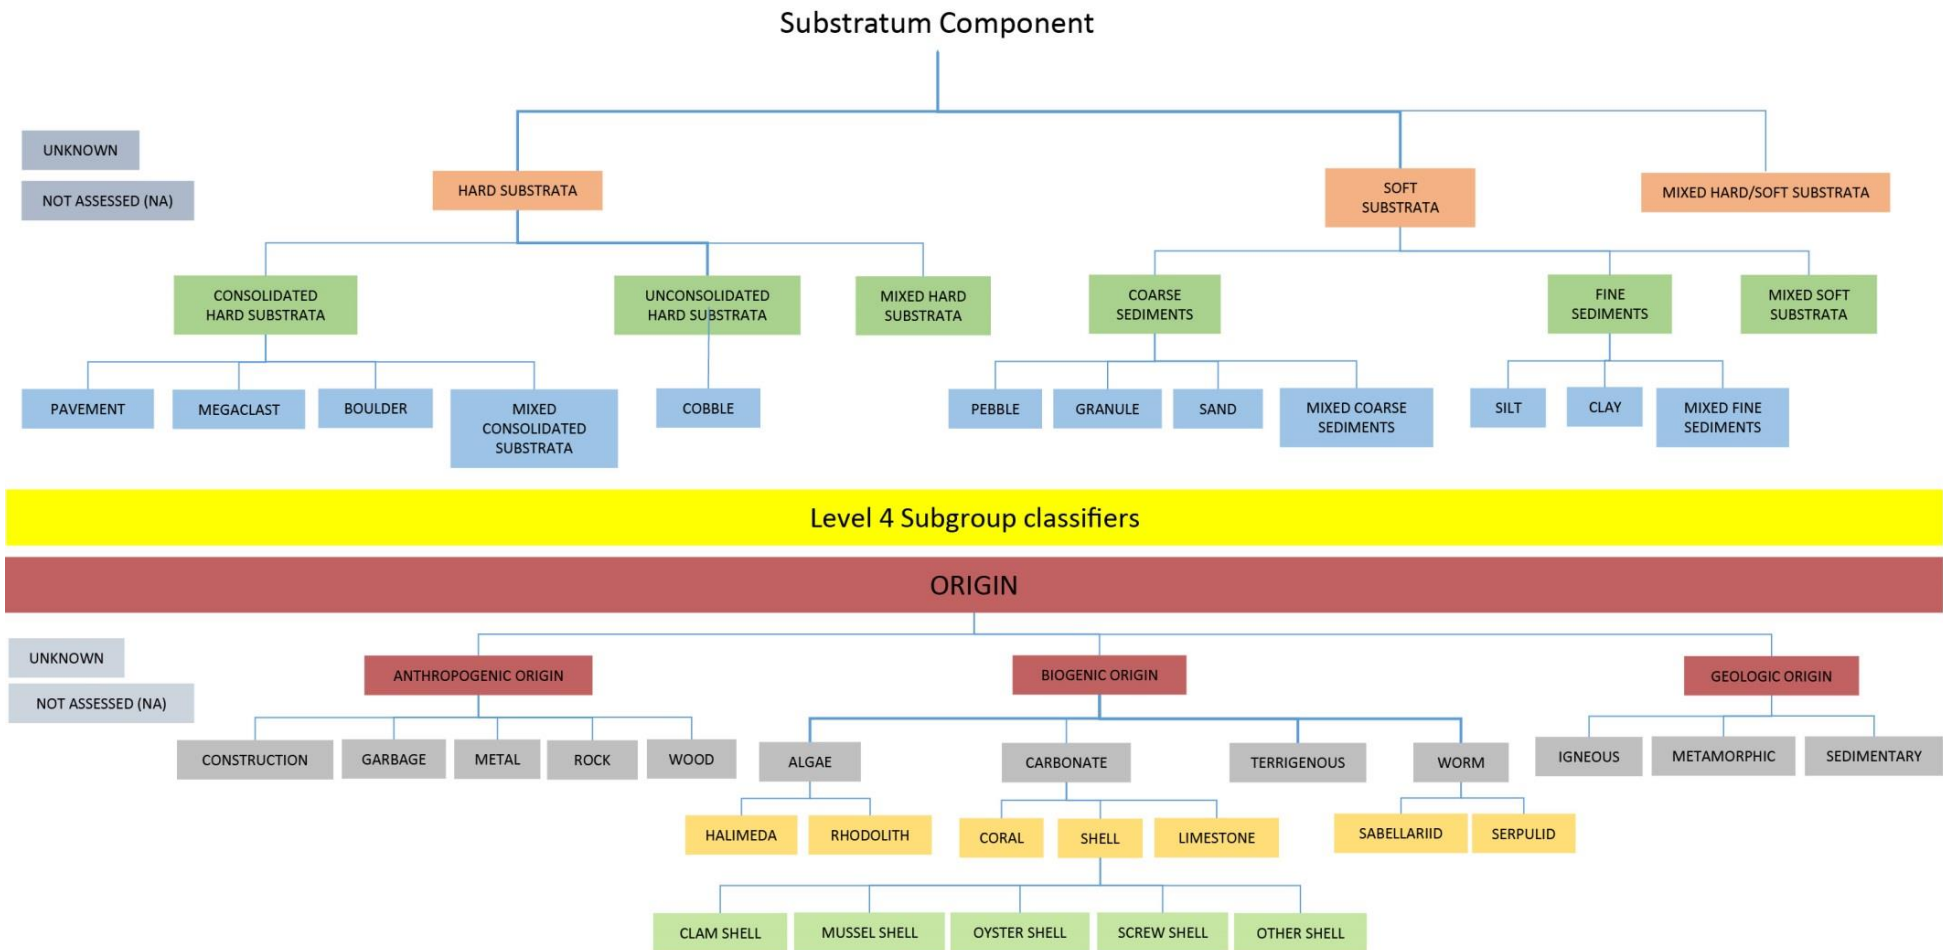 Substratum Component
UNKNOWN
NOT ASSESSED (NA)
HARD SUBSTRATA
SOFT
SUBSTRATA
MIXED HARD/SOFT SUBSTRATA
CONSOLIDATED
HARD SUBSTRATA
UNCONSOLIDATED
HARD SUBSTRATA
MIXED HARD
SUBSTRATA
COARSE
SEDIMENTS
FINE
SEDIMENTS
MIXED SOFT
SUBSTRATA
PAVEMENT
MEGACLAST
BOULDER
MIXED
CONSOLIDATED
SUBSTRATA
COBBLE
PEBBLE
GRANULE
SAND
MIXED COARSE
SEDIMENTS
SILT
CLAY
MIXED FINE
SEDIMENTS
Level 4 Subgroup classifiers
ORIGIN
UNKNOWN
NOT ASSESSED (NA)
ANTHROPOGENIC ORIGIN
BIOGENIC ORIGIN
GEOLOGIC ORIGIN
CONSTRUCTION
GARBAGE
METAL
ROCK
WOOD
ALGAE
CARBONATE
TERRIGENOUS
WORM
IGNEOUS
METAMORPHIC
SEDIMENTARY
HALIMEDA
RHODOLITH
CORAL
SHELL
LIMESTONE
SABELLARIID
SERPULID
CLAM SHELL
MUSSEL SHELL
OYSTER SHELL
SCREW SHELL
OTHER SHELL